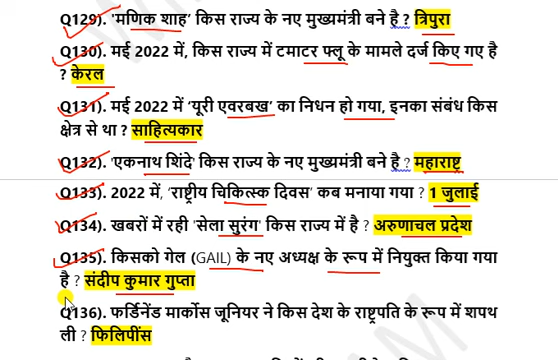 Q129). 'मणिक शाह' किस राज्य के नए मुख्यमंत्री बने है ? त्रिपुरा
Q130). मई 2022 में, किस राज्य में टमाटर फ्लू के मामले दर्ज किए गए है
? केरल
Q131). मई 2022 में 'यूरी एवरबख' का निधन हो गया, इनका संबंध किस
क्षेत्र से था ? साहित्यकार
Q132). 'एकनाथ शिंदे' किस राज्य के नए मुख्यमंत्री बने है ? महाराष्ट्र
Q133). 2022 में, 'राष्ट्रीय चिकित्स्क दिवस' कब मनाया गया ? 1 जुलाई
Q134). खबरों में रही 'सेला सुरंग' किस राज्य में है ? अरुणाचल प्रदेश
Q135). किसको गेल (GAIL) के नए अध्यक्ष के रूप में नियुक्त किया गया
है ? संदीप कुमार गुप्ता
Q136). फर्डिनेंड मार्कोस जूनियर ने किस देश के राष्ट्रपति के रूप में शपथ
ली ? फिलिपींस